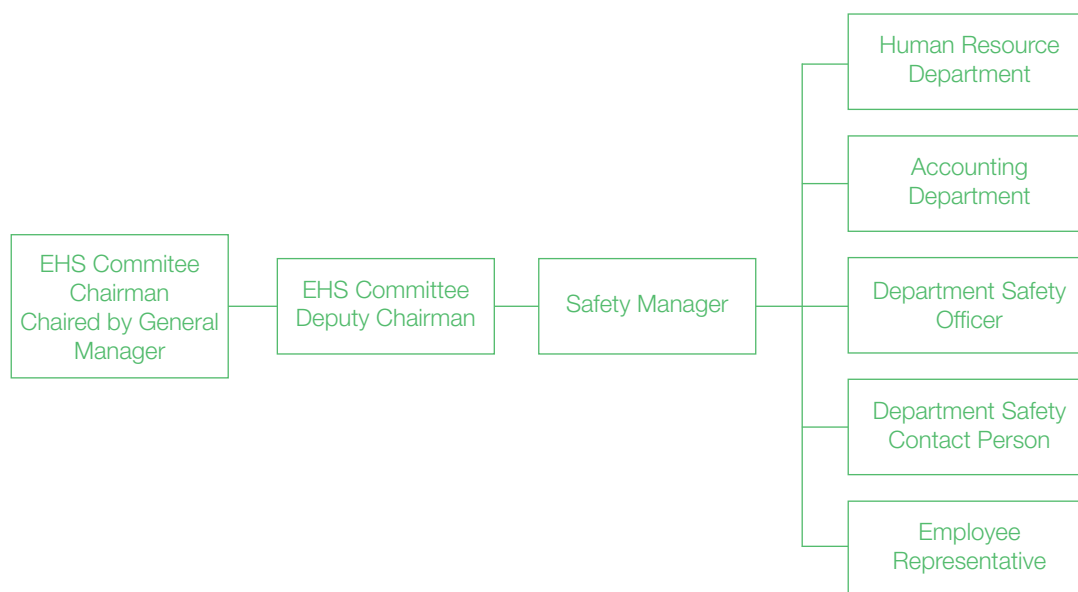 EHS Commitee
Chairman
Chaired by General
Manager
EHS Committee
Deputy Chairman
Safety Manager
Human Resource
Department
Accounting
Department
Department Safety
Officer
Department Safety
Contact Person
Employee
Representative